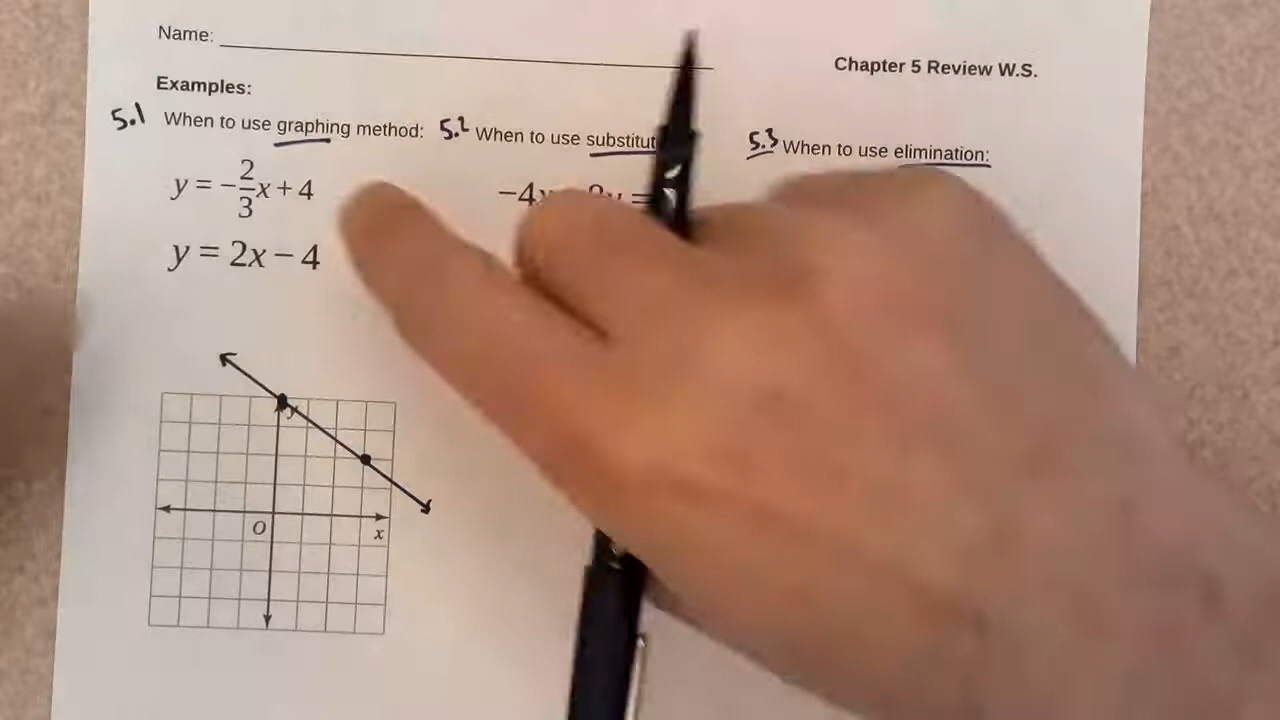 Name:
Chapter 5 Review W.S.
Examples:
5.1 When to use graphing method:
5.2 When to use
5.3 When to use elimination:
y = -2/3x + 4
y = 2x - 4
y
O
x